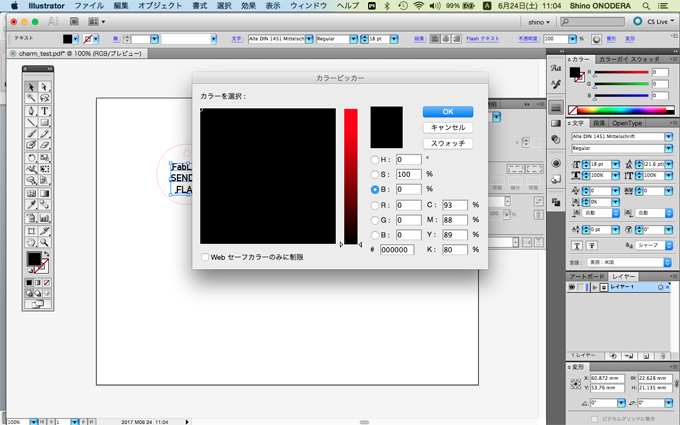 Illustrator ファイル 編集 オブジェクト 書式 選択 効果 表示 ウィンドウ ヘルプ 99% 6月24日(土) 11:04 Shino ONODERA
Ai Br shino CS Live
テキスト 線: 文字: Alte DIN 1451 Mittelschrift Regular 18 pt 段落: Flash テキスト 不透明度: 100 % 整列 変形
charm_test.pdf* @ 100% (RGB/プレビュー)
カラーピッカー
カラーを選択:
OK
キャンセル
スウォッチ
H: 0 °
S: 100 %
B: 0 %
R: 0 C: 93 %
G: 0 M: 88 %
B: 0 Y: 89 %
# 000000 K: 80 %
Web セーフカラーのみに制限
FabL
SEND
FLA
カラー カラーガイ スウォッチ
R 0
G 0
B 0
文字 段落 OpenType
Alte DIN 1451 Mittelschrift
Regular
18 pt (21.6 pt)
100% 100%
自動 0
0%
自動 自動
0 pt 0°
シャープ
言語: 英語:米国
アートボード レイヤー
レイヤー 1
1 レイヤー
変形
X: 60.872 mm W: 22.628 mm
Y: 53.76 mm H: 21.135 mm
0° 0°
ピクセルグリッドに整合
100% 1 2017 M06 24 11:04